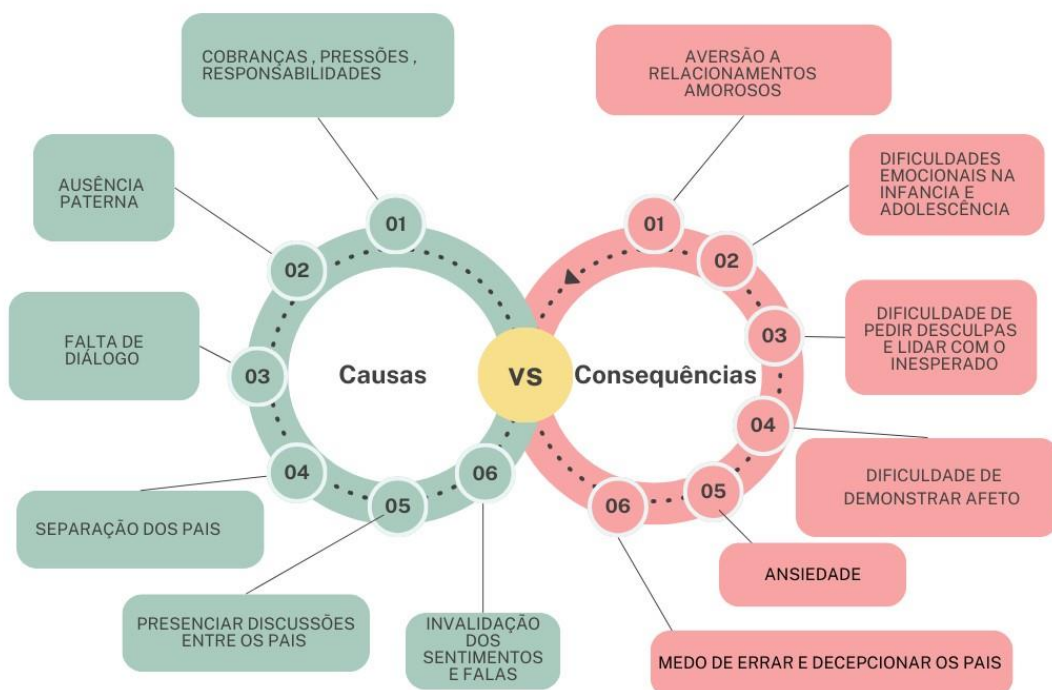 COBRANÇAS , PRESSÕES ,
RESPONSABILIDADES
AUSÊNCIA
PATERNA
FALTA DE
DIÁLOGO
SEPARAÇÃO DOS PAIS
PRESENCIAR DISCUSSÕES
ENTRE OS PAIS
INVALIDAÇÃO
DOS
SENTIMENTOS
E FALAS
01
02
03
04
05
06
Causas
VS
Consequências
01
02
03
04
05
06
AVERSÃO A
RELACIONAMENTOS
AMOROSOS
DIFICULDADES
EMOCIONAIS NA
INFANCIA E
ADOLESCÊNCIA
DIFICULDADE DE
PEDIR DESCULPAS
E LIDAR COM O
INESPERADO
DIFICULDADE DE
DEMONSTRAR AFETO
ANSIEDADE
MEDO DE ERRAR E DECEPCIONAR OS PAIS